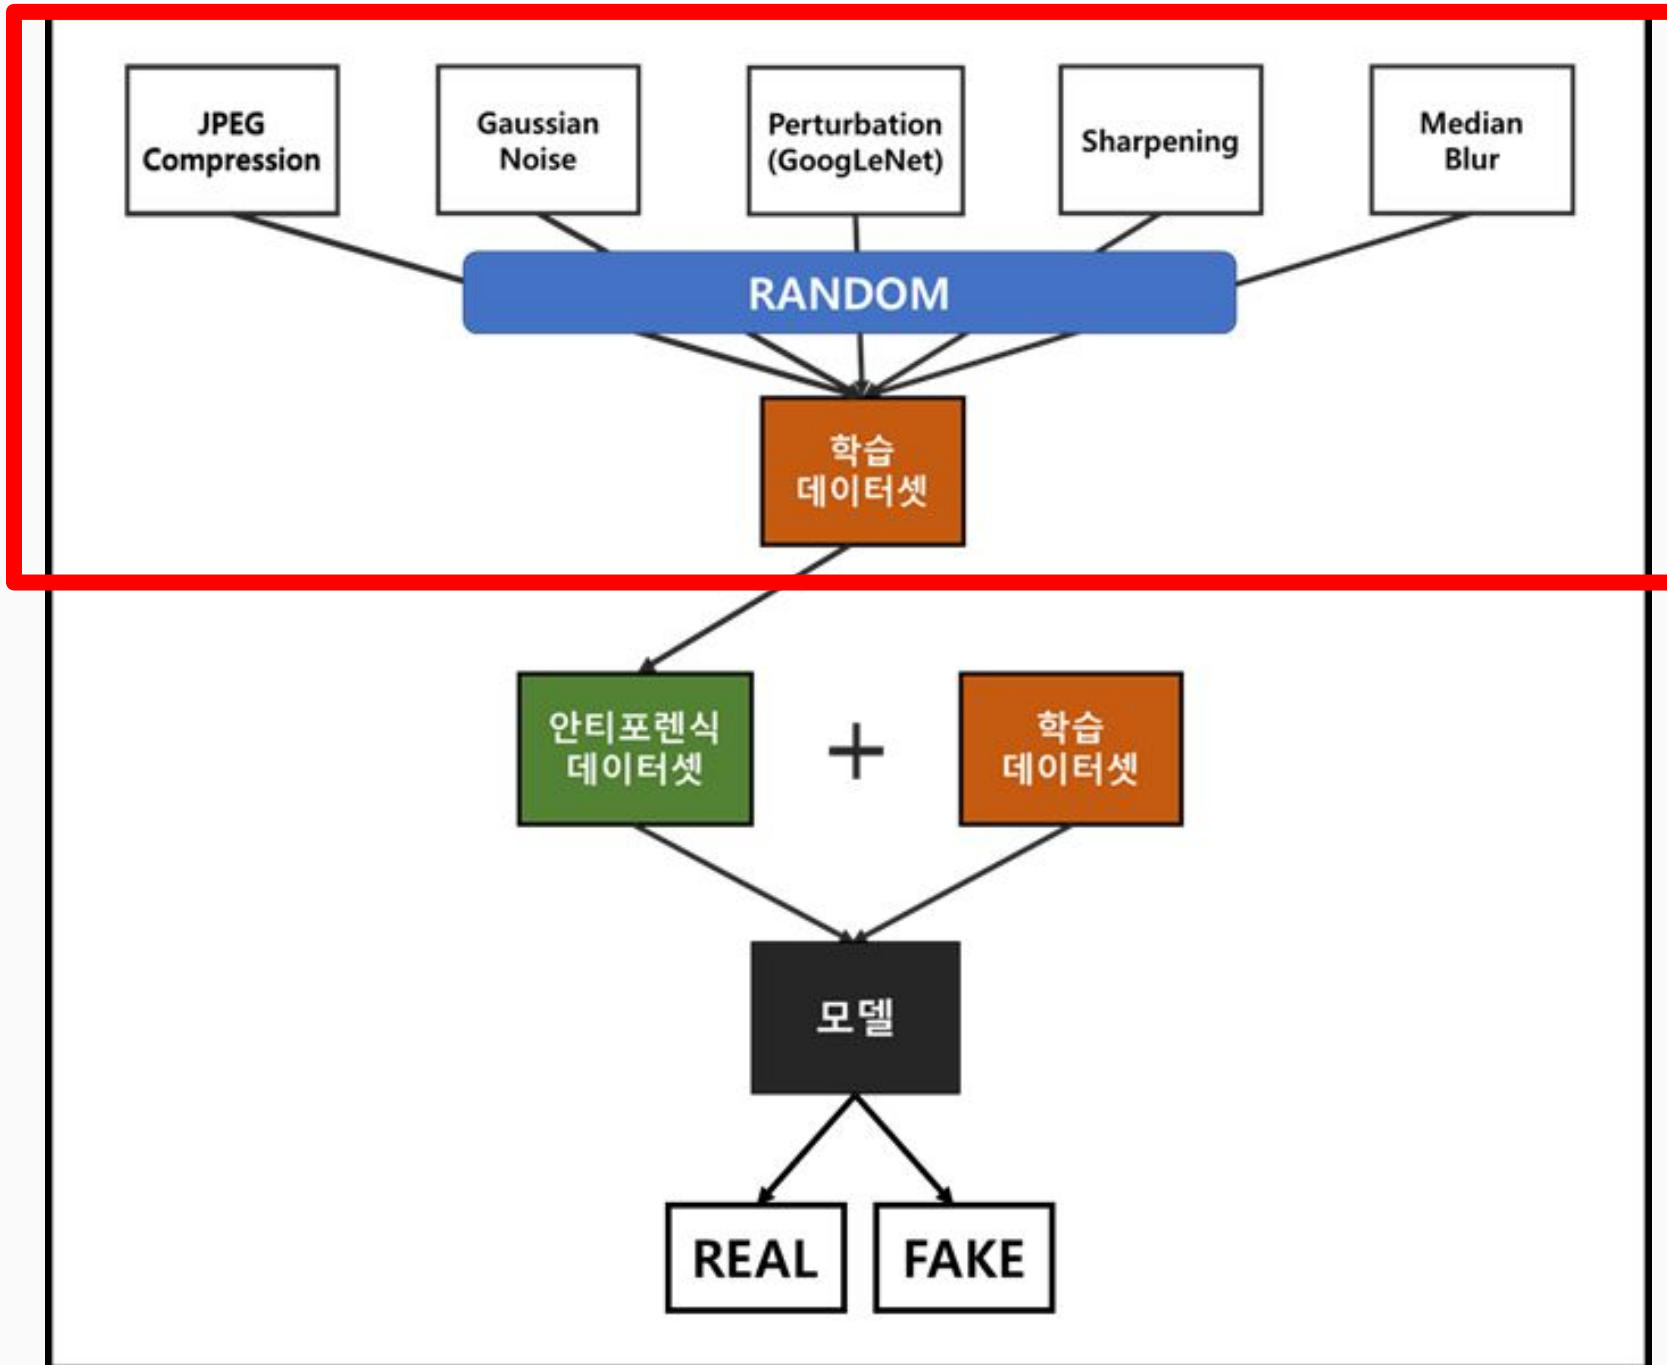 JPEG
Compression
Gaussian
Noise
Perturbation
(GoogLeNet)
Sharpening
Median
Blur
RANDOM
학습
데이터셋
안티포렌식
데이터셋
+
학습
데이터셋
모델
REAL
FAKE